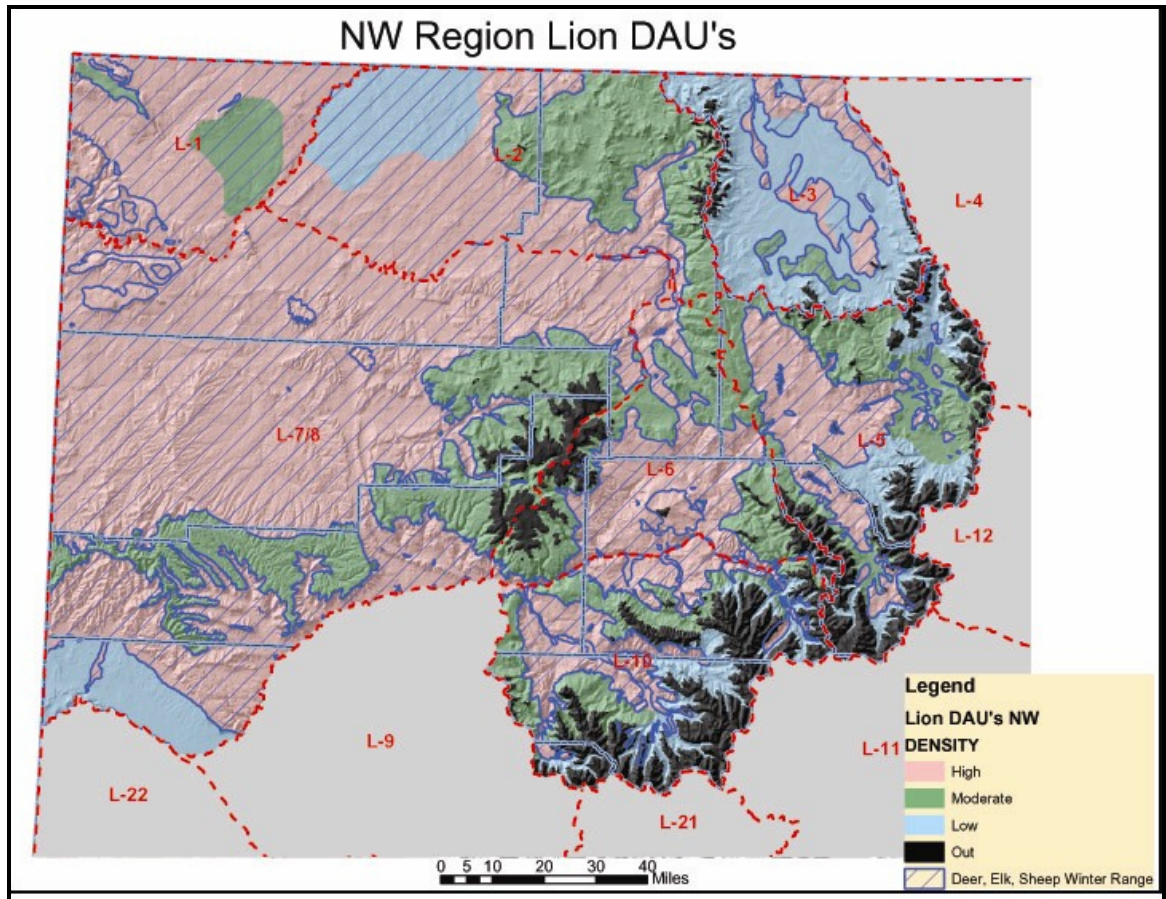 NW Region Lion DAU's
L-1
L-2
L-3
L-4
L-5
L-7/8
L-6
L-12
L-10
L-9
L-11
L-22
L-21
Legend
Lion DAU's NW
DENSITY
High
Moderate
Low
Out
Deer, Elk, Sheep Winter Range
0 5 10 20 30 40
Miles